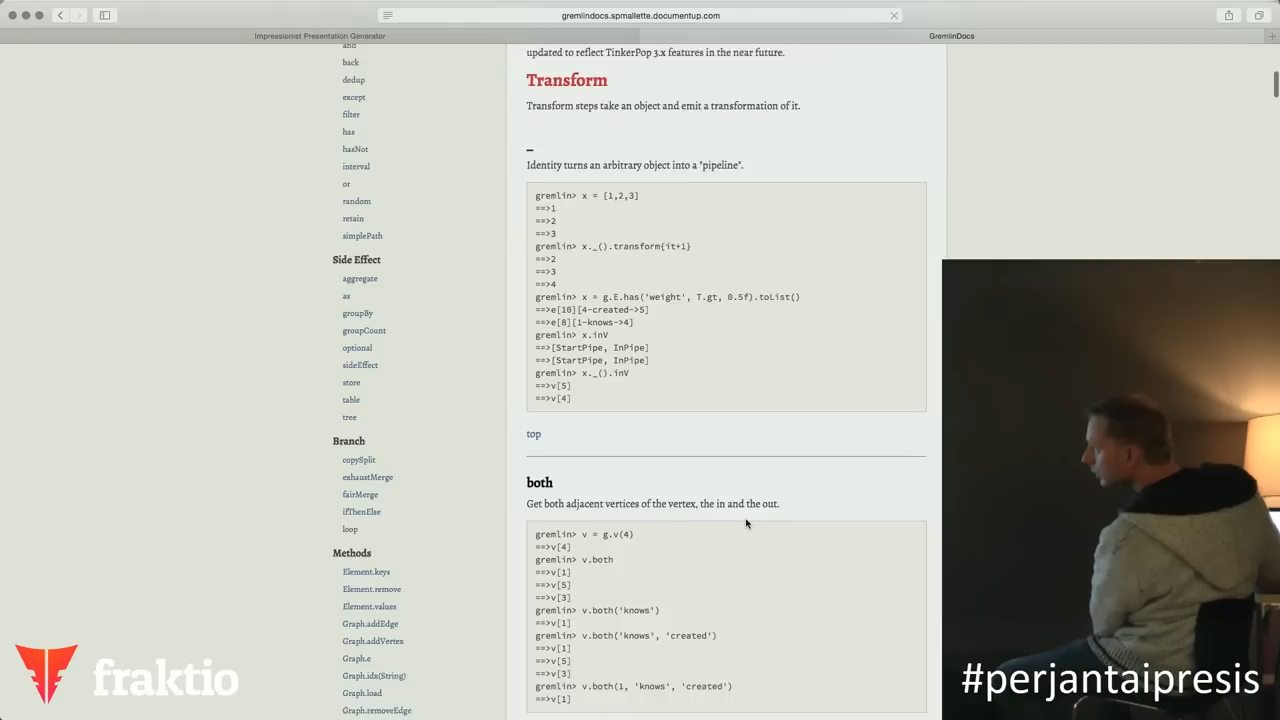 gremlindocs.spmallette.documentup.com
Impressionist Presentation Generator
GremlinDocs
and
back
dedup
except
filter
has
hasNot
interval
or
random
retain
simplePath
Side Effect
aggregate
as
groupBy
groupCount
optional
sideEffect
store
table
tree
Branch
copySplit
exhaustMerge
fairMerge
ifThenElse
loop
Methods
Element.keys
Element.remove
Element.values
Graph.addEdge
Graph.addVertex
Graph.e
Graph.idx(String)
Graph.load
Graph.removeEdge
updated to reflect TinkerPop 3.x features in the near future.
Transform
Transform steps take an object and emit a transformation of it.
_
Identity turns an arbitrary object into a "pipeline".
gremlin> x = [1,2,3]
==>1
==>2
==>3
gremlin> x._().transform{it+1}
==>2
==>3
==>4
gremlin> x = g.E.has('weight', T.gt, 0.5f).toList()
==>e[10][4-created->5]
==>e[8][1-knows->4]
gremlin> x.inV
==>[StartPipe, InPipe]
==>[StartPipe, InPipe]
gremlin> x._().inV
==>v[5]
==>v[4]
top
both
Get both adjacent vertices of the vertex, the in and the out.
gremlin> v = g.v(4)
==>v[4]
gremlin> v.both
==>v[1]
==>v[5]
==>v[3]
gremlin> v.both('knows')
==>v[1]
gremlin> v.both('knows', 'created')
==>v[1]
==>v[5]
==>v[3]
gremlin> v.both(1, 'knows', 'created')
==>v[1]
fraktio
#perjantaipresis